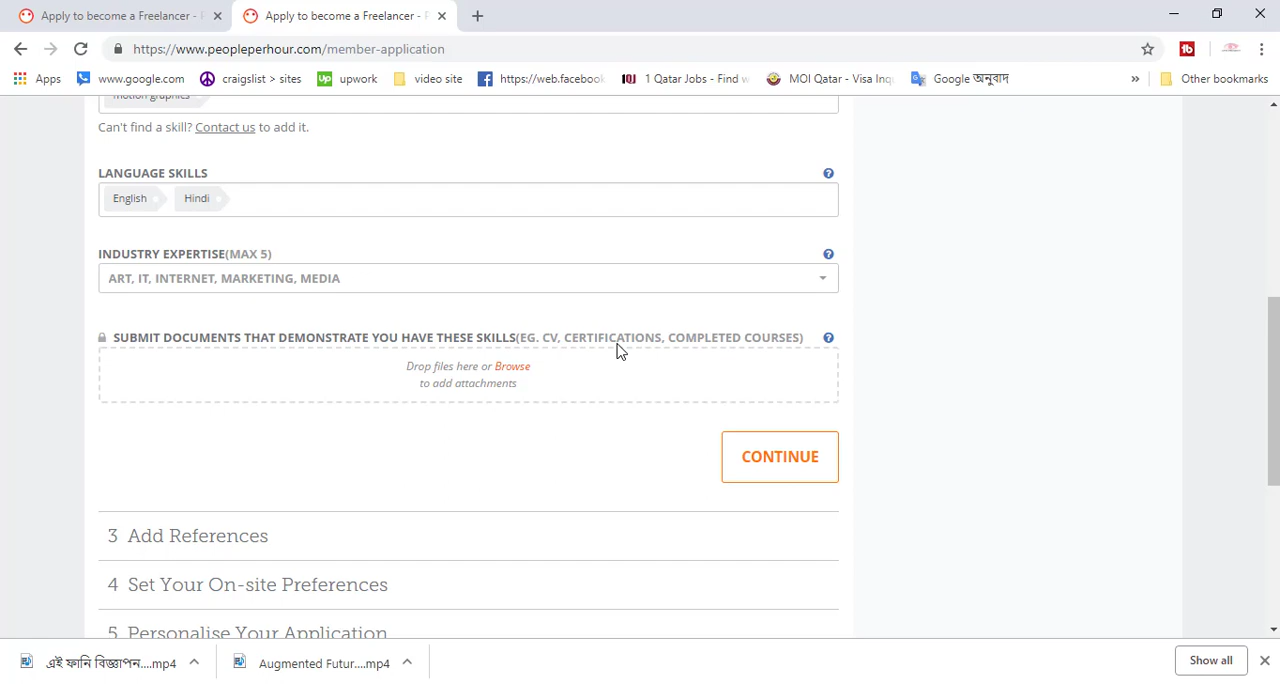 Apply to become a Freelancer - P
Apply to become a Freelancer - P
https://www.peopleperhour.com/member-application
Apps
www.google.com
craigslist > sites
upwork
video site
https://web.facebook
1 Qatar Jobs - Find w
MOI Qatar - Visa Inq
Google অনুবাদ
»
Other bookmarks
motion graphics
Can't find a skill? Contact us to add it.
LANGUAGE SKILLS
English
Hindi
INDUSTRY EXPERTISE(MAX 5)
ART, IT, INTERNET, MARKETING, MEDIA
SUBMIT DOCUMENTS THAT DEMONSTRATE YOU HAVE THESE SKILLS(EG. CV, CERTIFICATIONS, COMPLETED COURSES)
Drop files here or Browse
to add attachments
CONTINUE
3 Add References
4 Set Your On-site Preferences
5 Personalise Your Application
এই ফানি বিজ্ঞাপন....mp4
Augmented Futur....mp4
Show all